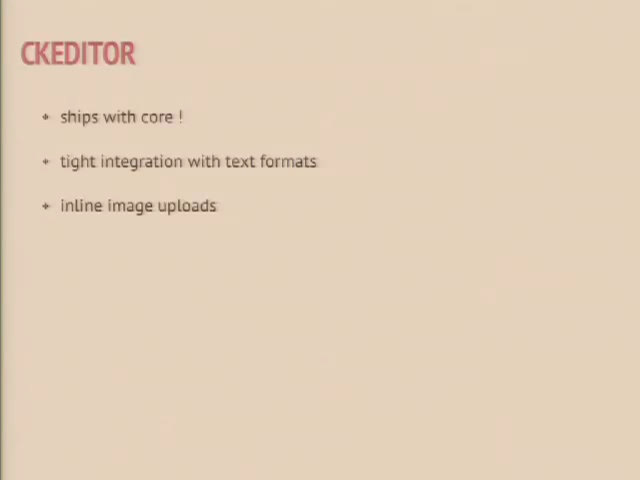 CKEDITOR
ships with core !
tight integration with text formats
inline image uploads